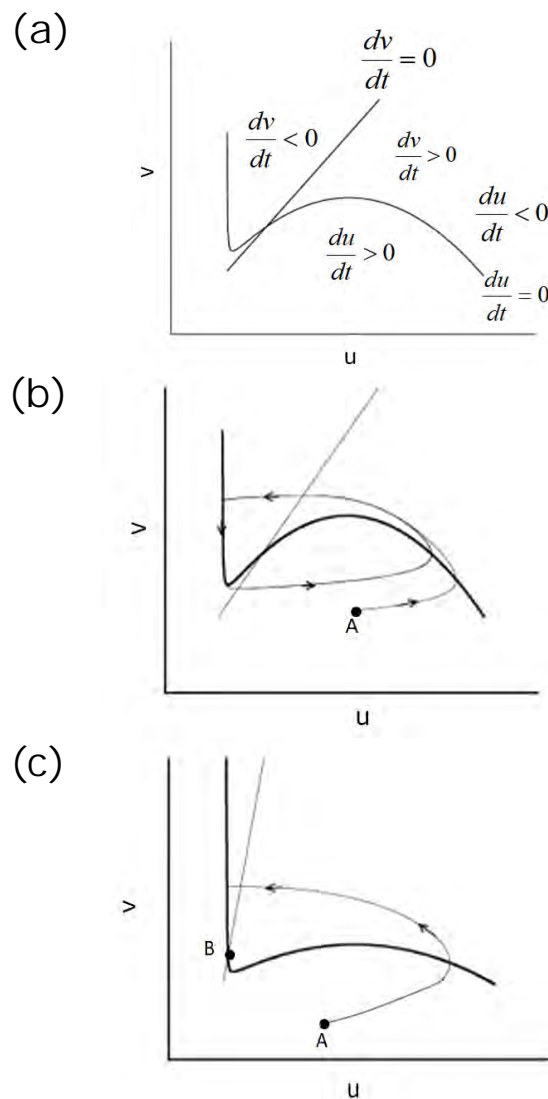 (a)
dv/dt = 0
dv/dt < 0
dv/dt > 0
du/dt < 0
du/dt > 0
du/dt = 0
v
u
(b)
v
A
u
(c)
v
B
A
u